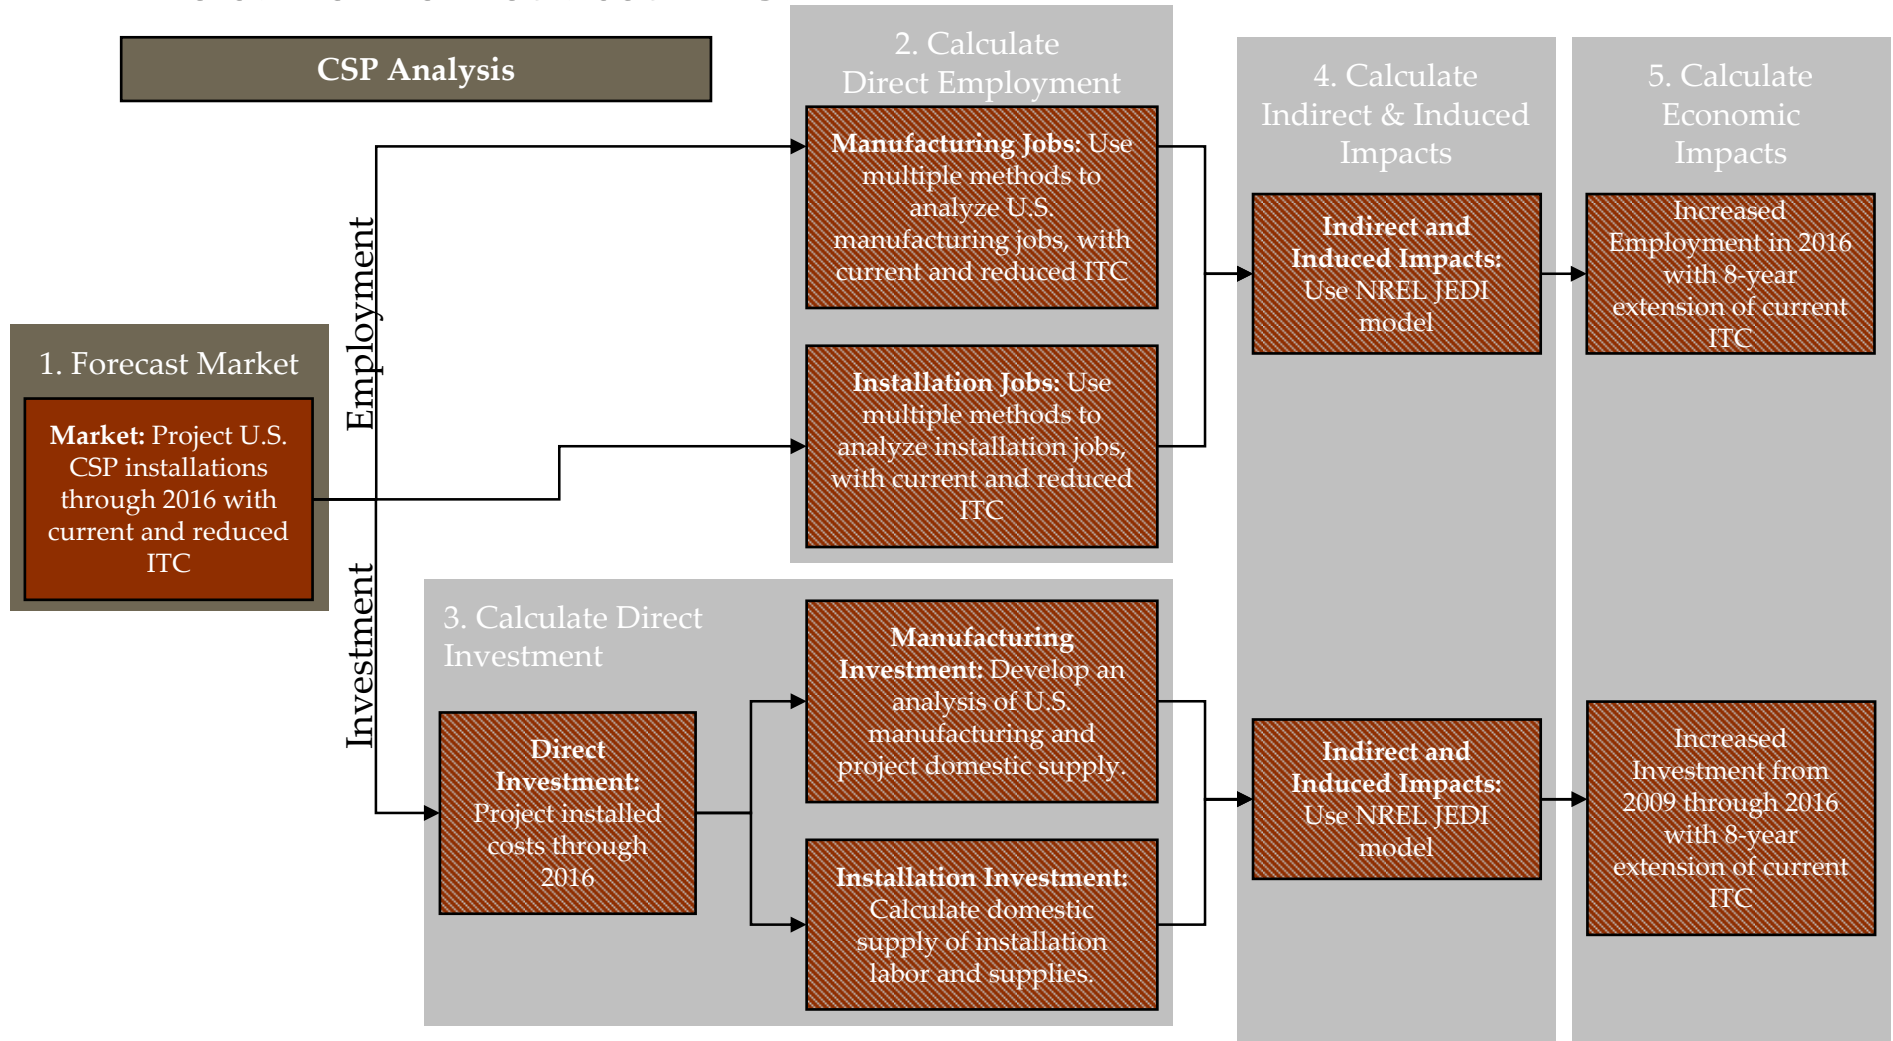 CSP Analysis
1. Forecast Market
Market: Project U.S.
CSP installations
through 2016 with
current and reduced
ITC
Employment
Investment
2. Calculate
Direct Employment
Manufacturing Jobs: Use
multiple methods to
analyze U.S.
manufacturing jobs, with
current and reduced ITC
Installation Jobs: Use
multiple methods to
analyze installation jobs,
with current and reduced
ITC
3. Calculate Direct
Investment
Direct
Investment:
Project installed
costs through
2016
Manufacturing
Investment: Develop an
analysis of U.S.
manufacturing and
project domestic supply.
Installation Investment:
Calculate domestic
supply of installation
labor and supplies.
4. Calculate
Indirect & Induced
Impacts
Indirect and
Induced Impacts:
Use NREL JEDI
model
Indirect and
Induced Impacts:
Use NREL JEDI
model
5. Calculate
Economic
Impacts
Increased
Employment in 2016
with 8-year
extension of current
ITC
Increased
Investment from
2009 through 2016
with 8-year
extension of current
ITC